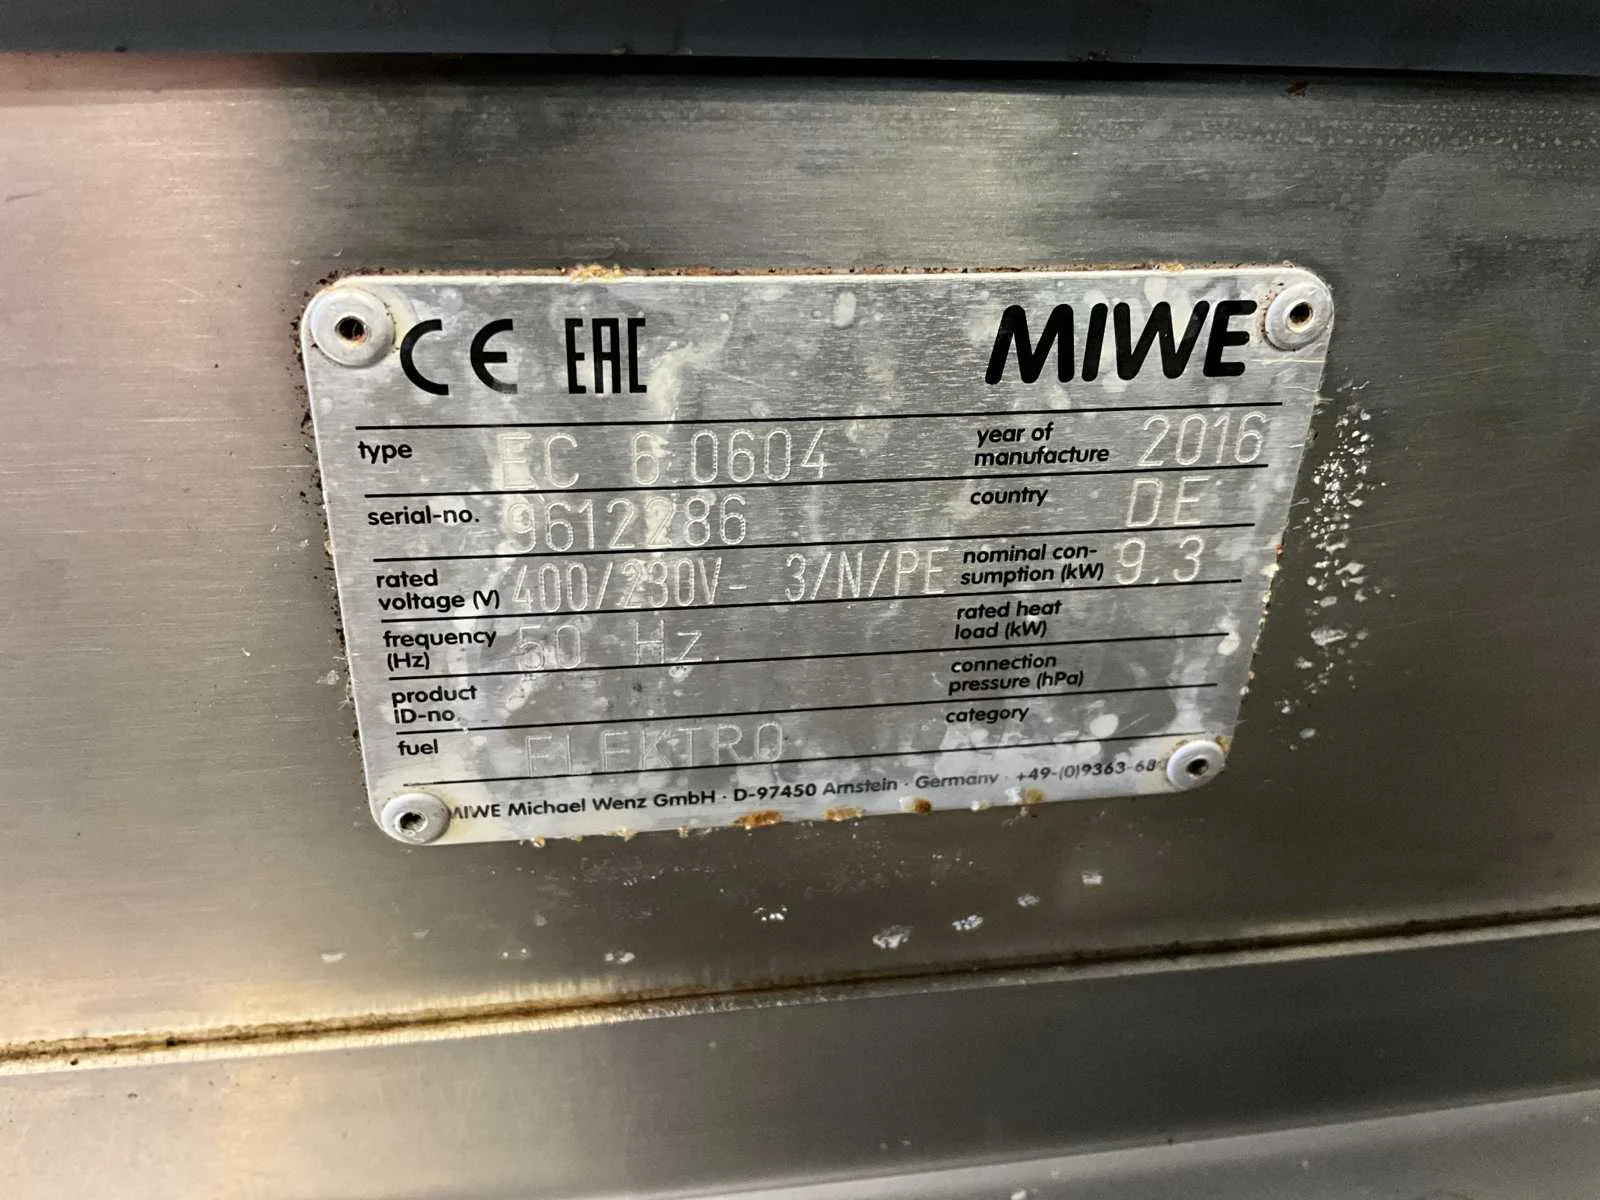 CE EAC MIWE
type EC 6.0604 year of manufacture 2016
serial-no. 9612286 country DE
rated voltage (V) 400/230V- 3/N/PE nominal con-sumption (kW) 9.3
frequency (Hz) 50 Hz rated heat load (kW)
product ID-no. connection pressure (hPa)
fuel ELEKTRO category
MIWE Michael Wenz GmbH · D-97450 Arnstein · Germany · +49-(0)9363-68